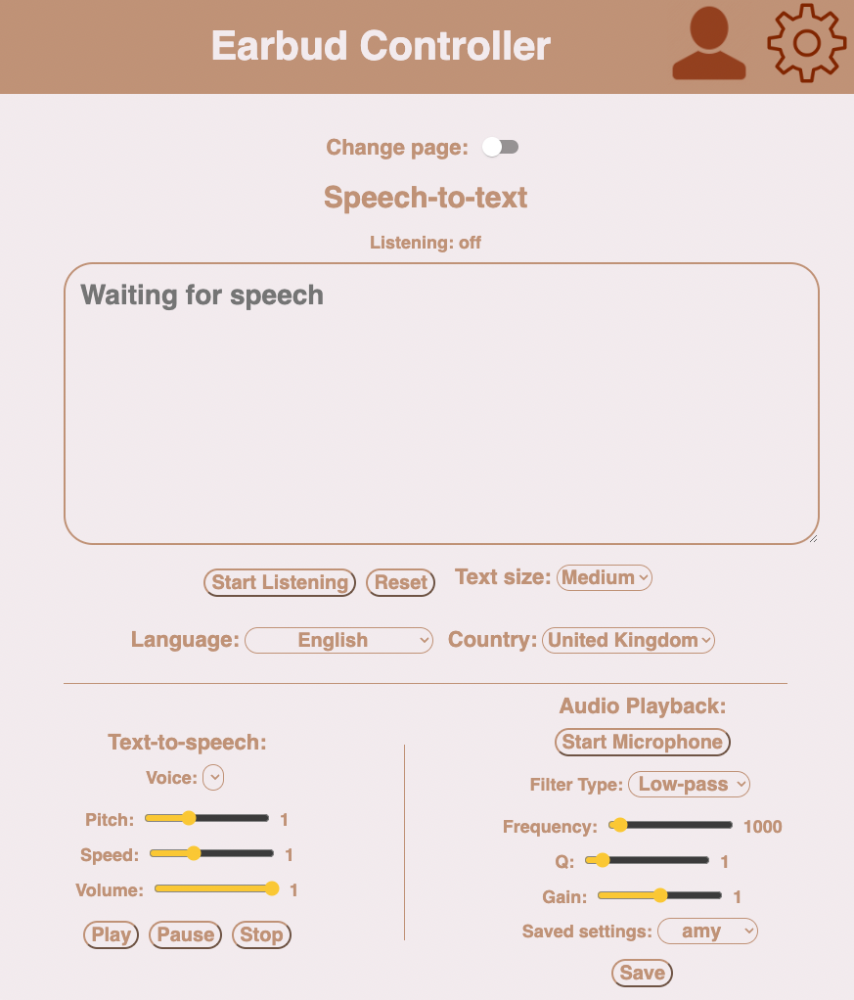 Earbud Controller
Change page:
Speech-to-text
Listening: off
Waiting for speech
Start Listening Reset Text size: Medium
Language: English Country: United Kingdom
Text-to-speech:
Voice:
Pitch: 1
Speed: 1
Volume: 1
Play Pause Stop
Audio Playback:
Start Microphone
Filter Type: Low-pass
Frequency: 1000
Q: 1
Gain: 1
Saved settings: amy
Save